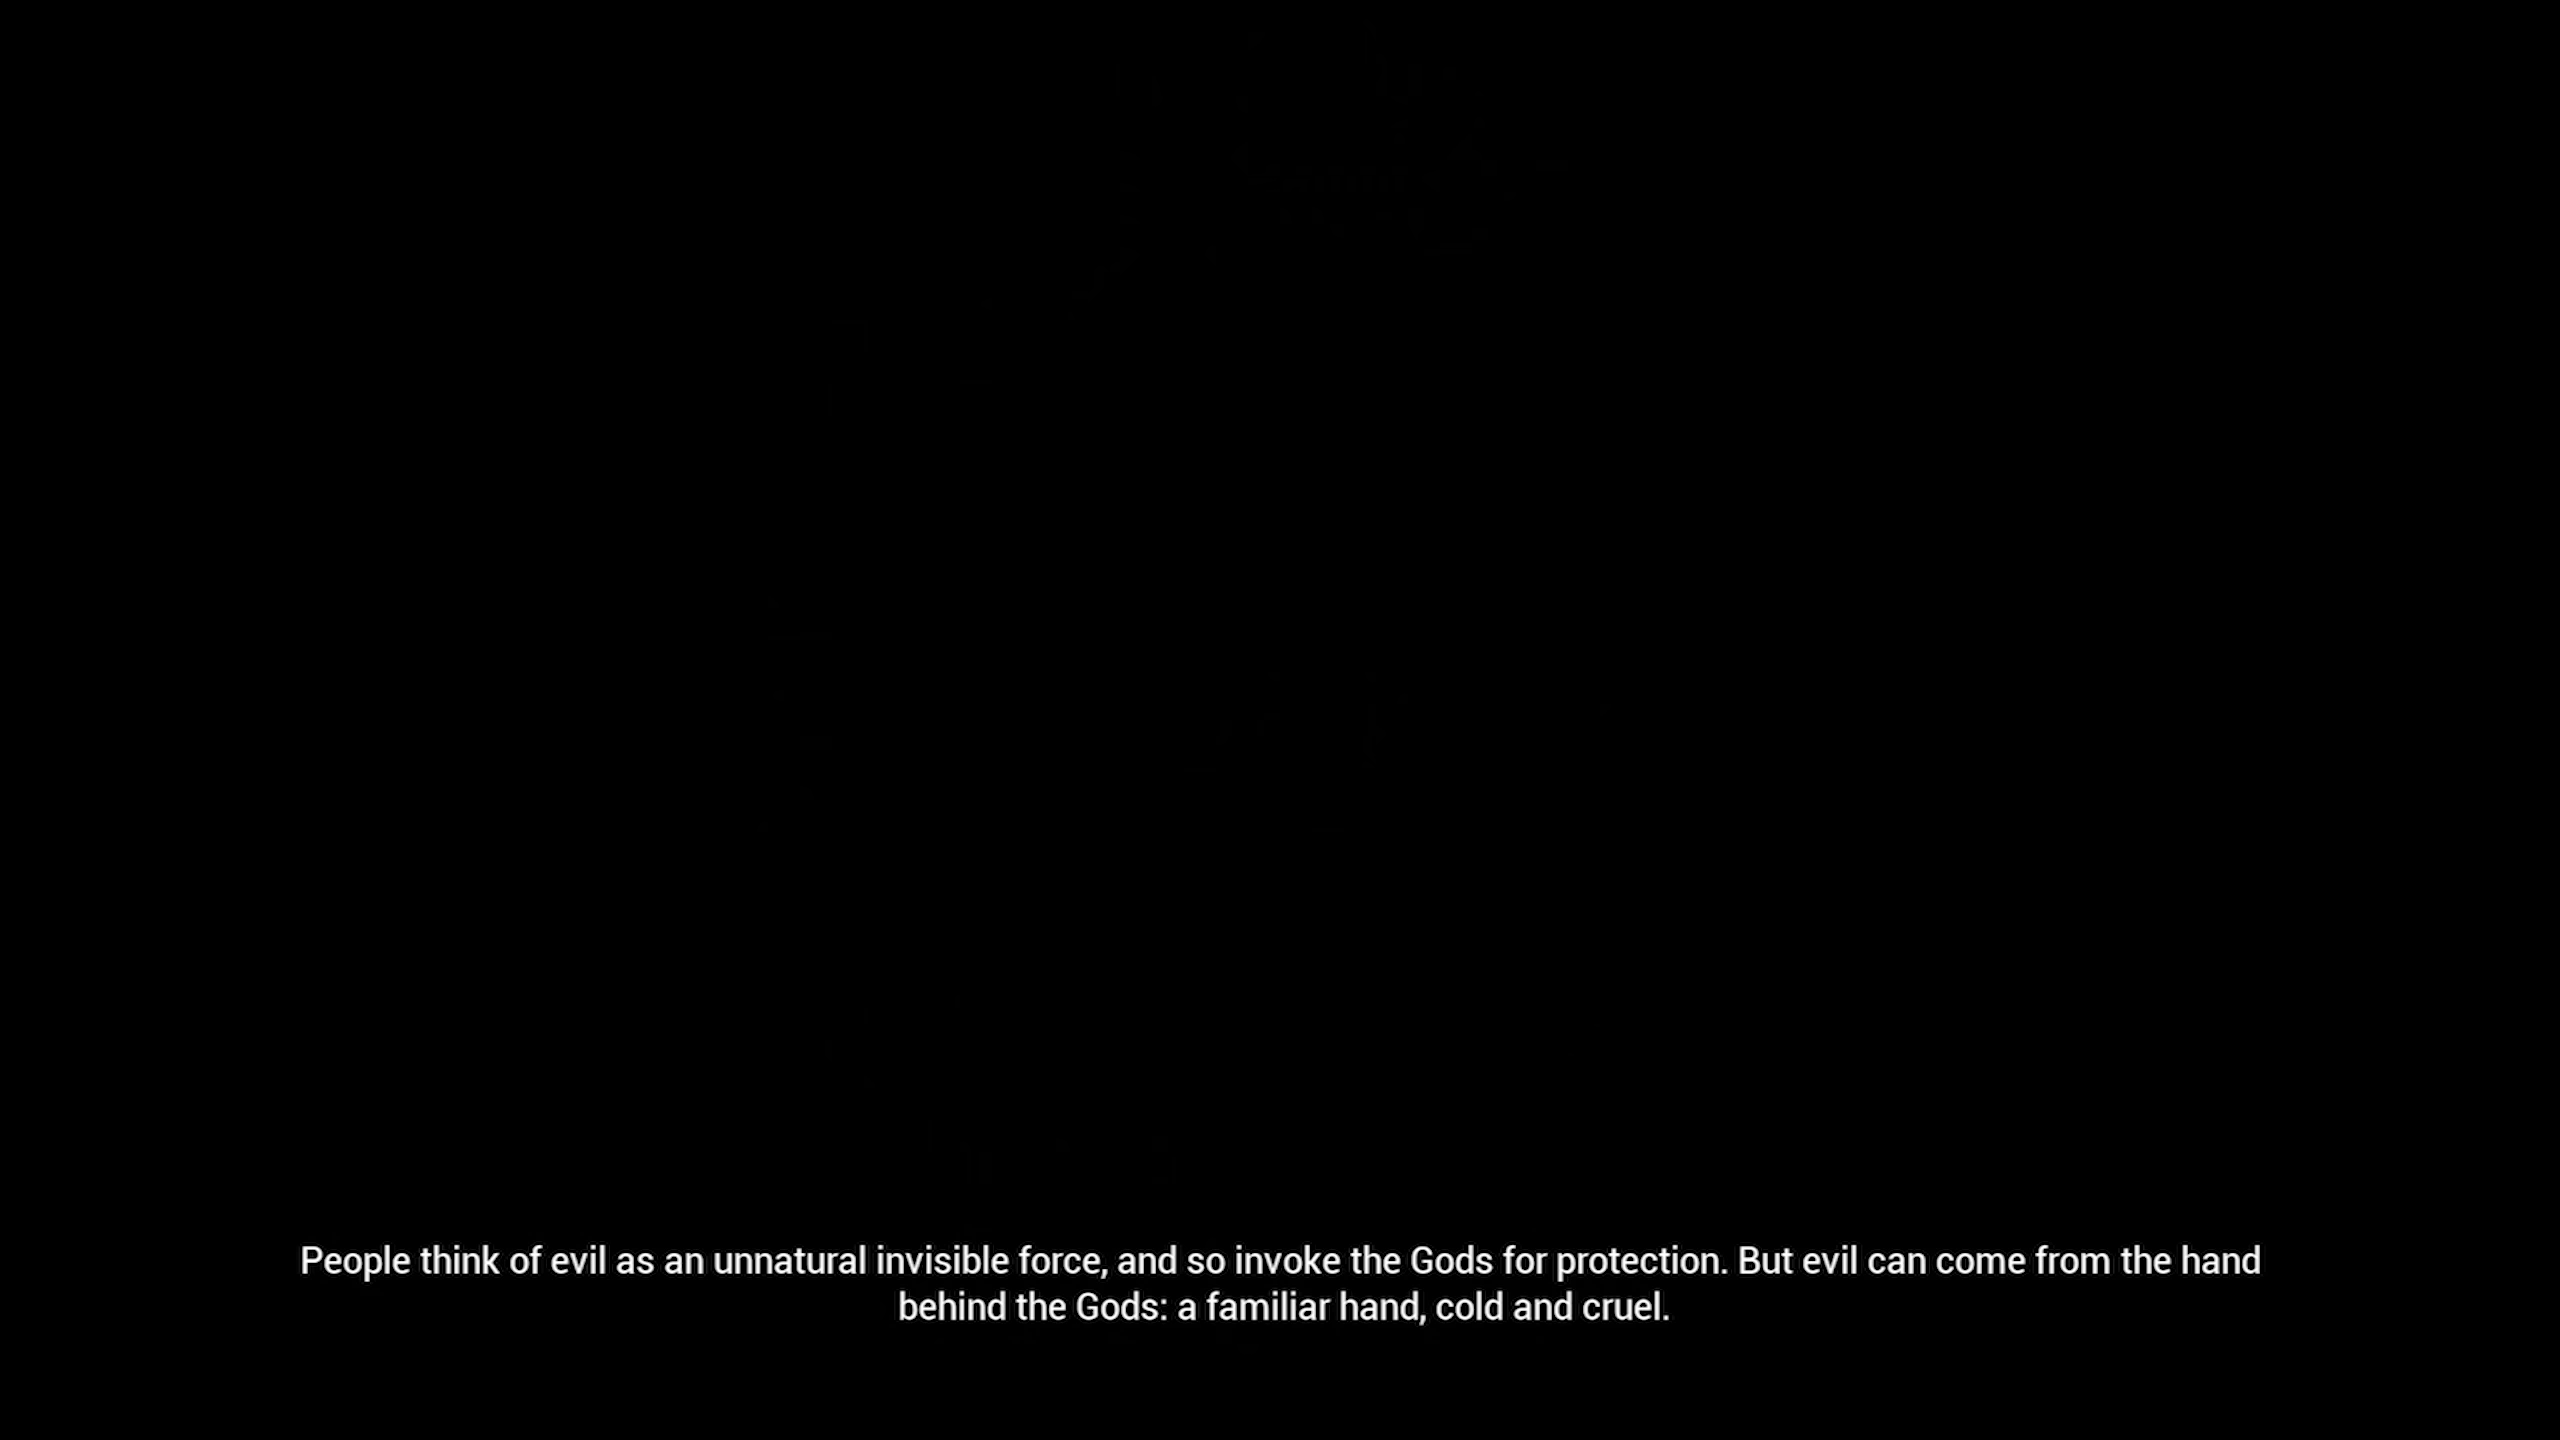 People think of evil as an unnatural invisible force, and so invoke the Gods for protection. But evil can come from the hand
behind the Gods: a familiar hand, cold and cruel.